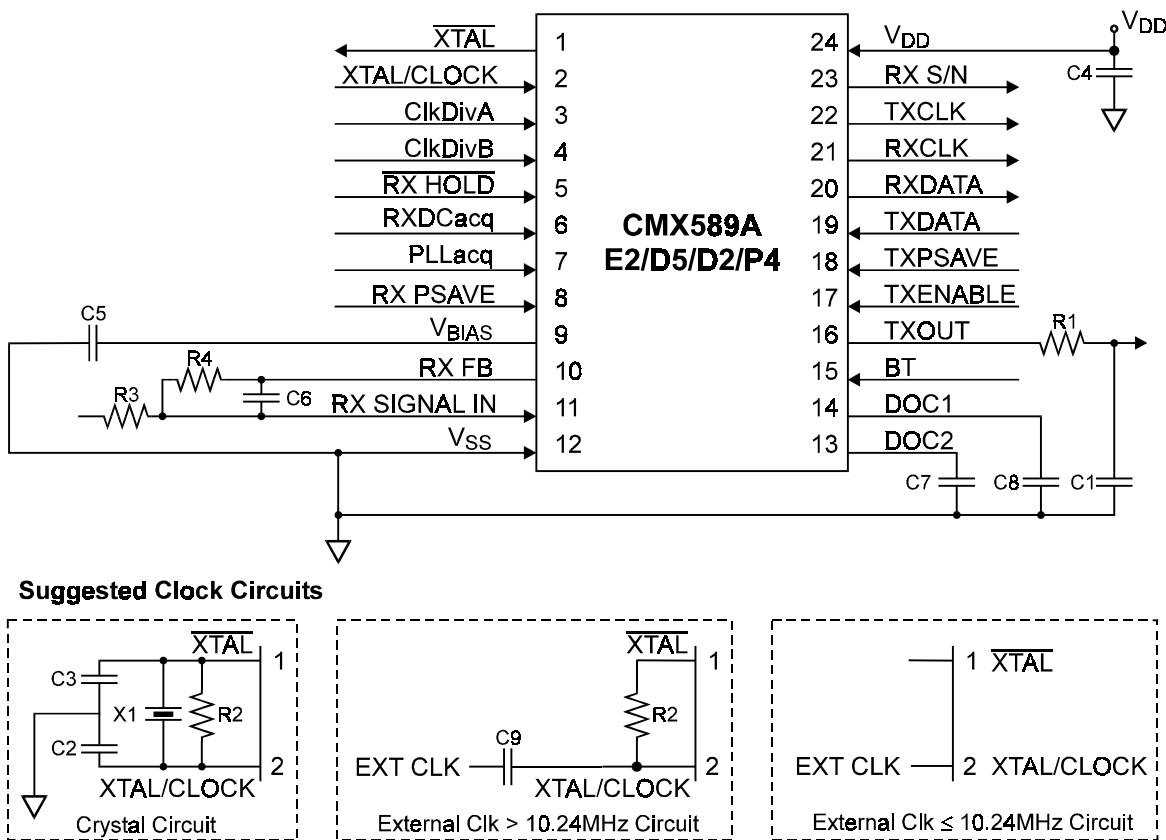 XTAL 1
XTAL/CLOCK 2
ClkDivA 3
ClkDivB 4
RX HOLD 5
RXDCacq 6
PLLacq 7
RX PSAVE 8
C5 VBIAS 9
R4 RX FB 10
R3 C6 RX SIGNAL IN 11
VSS 12
CMX589A
E2/D5/D2/P4
24 VDD VDD
C4
23 RX S/N
22 TXCLK
21 RXCLK
20 RXDATA
19 TXDATA
18 TXPSAVE
17 TXENABLE
16 TXOUT R1
15 BT
14 DOC1
13 DOC2
C7 C8 C1
Suggested Clock Circuits
XTAL 1
C3
X1 R2
C2
2
XTAL/CLOCK
Crystal Circuit
XTAL
1
R2
C9
EXT CLK 2
XTAL/CLOCK
External Clk > 10.24MHz Circuit
1 XTAL
EXT CLK 2 XTAL/CLOCK
External Clk ≤ 10.24MHz Circuit